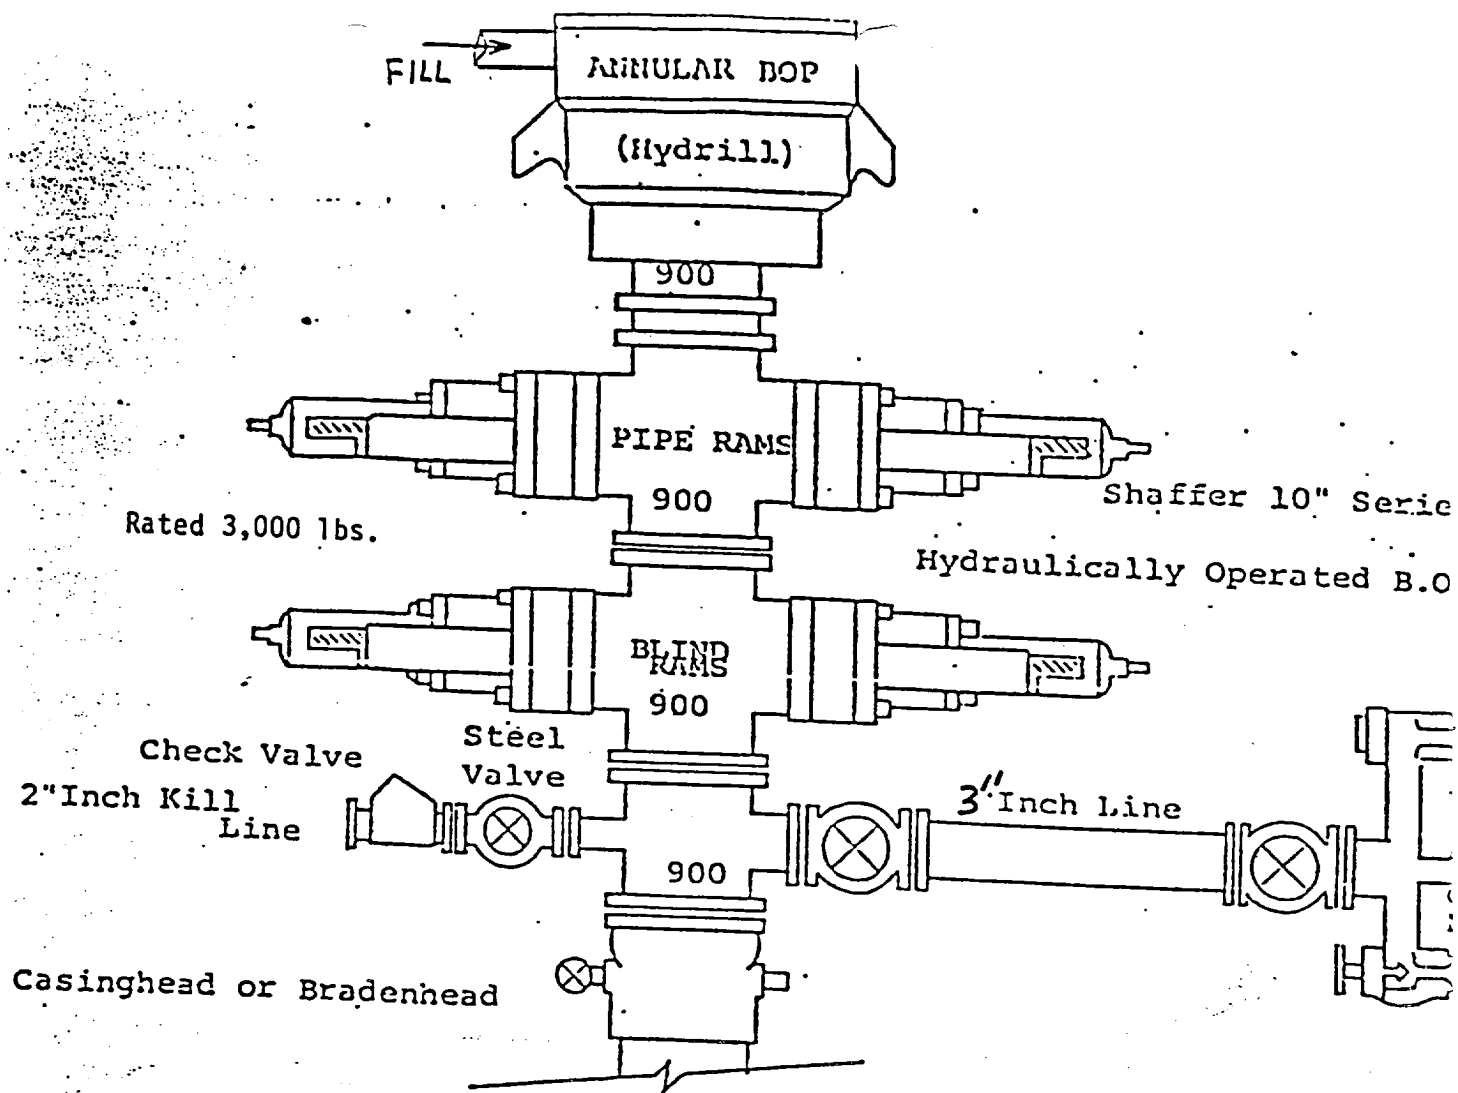 FILL
ANNULAR BOP
(Hydrill)
900
PIPE RAMS
900
Shaffer 10" Serie
Rated 3,000 lbs.
Hydraulically Operated B.O
BLIND
RAMS
900
Steel
Valve
Check Valve
2"Inch Kill
Line
3" Inch Line
900
Casinghead or Bradenhead